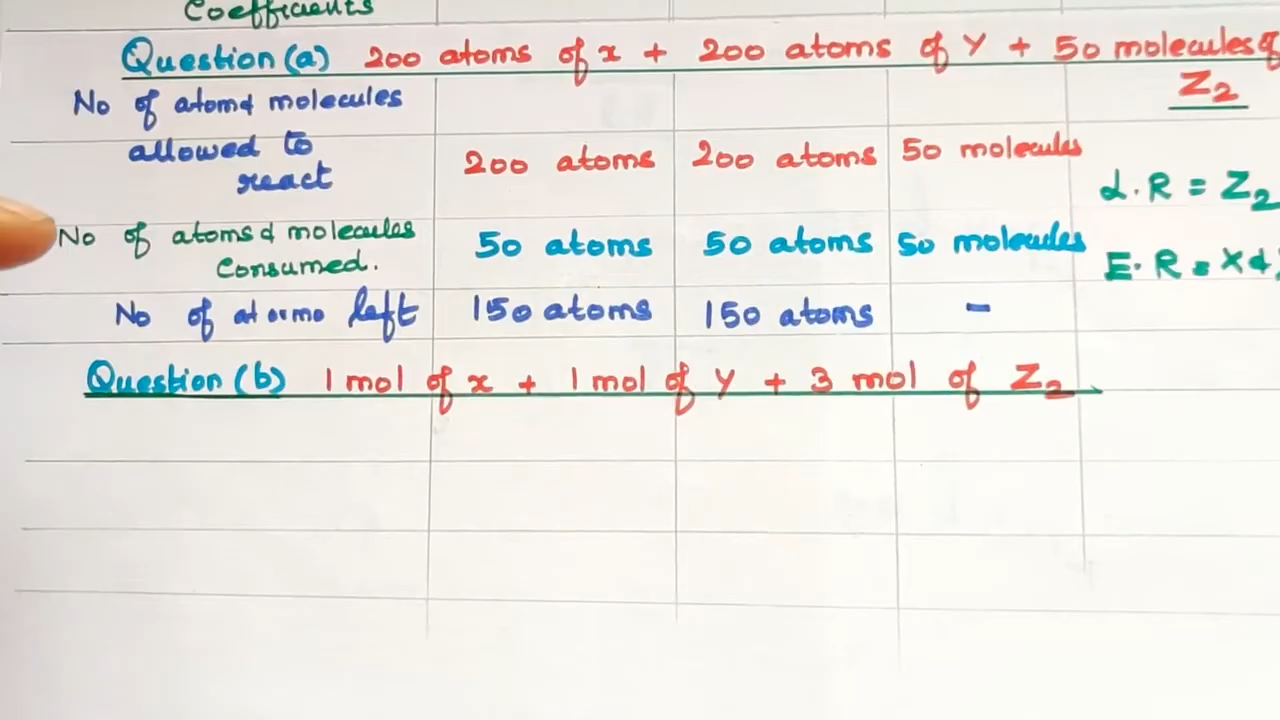 Coefficients
Question (a) 200 atoms of x + 200 atoms of Y + 50 molecules of
Z2
No of atom & molecules
allowed to
react
200 atoms 200 atoms 50 molecules
L.R = Z2
No of atoms & molecules
Consumed.
50 atoms 50 atoms 50 molecules
E.R = X &
No of atoms left 150 atoms 150 atoms -
Question (b) 1 mol of x + 1 mol of y + 3 mol of Z2